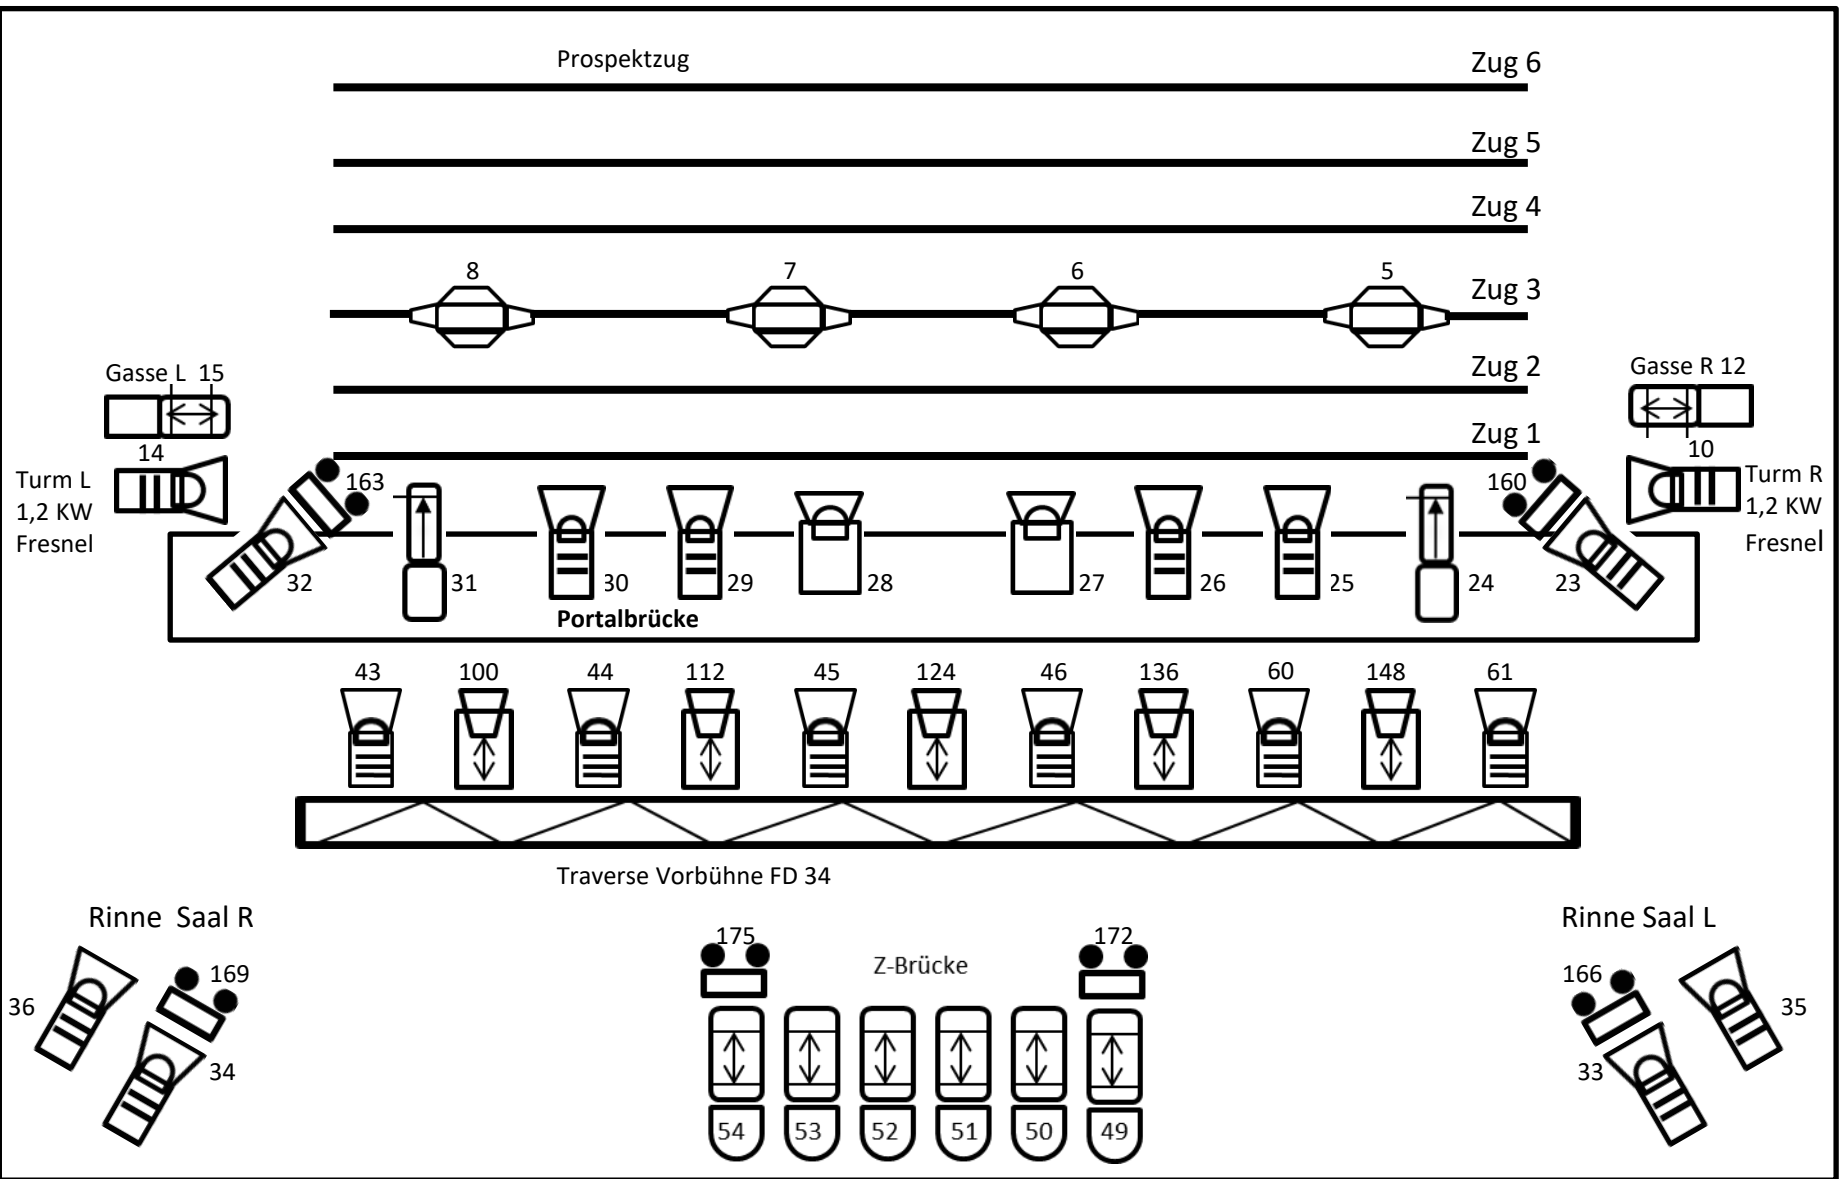 Prospektzug
Zug 6
Zug 5
Zug 4
8
7
6
5
Zug 3
Gasse L 15
Zug 2
Gasse R 12
Zug 1
14
10
Turm L
1,2 KW
Fresnel
163
160
Turm R
1,2 KW
Fresnel
32
31
30
29
28
27
26
25
24
23
Portalbrücke
43
100
44
112
45
124
46
136
60
148
61
Traverse Vorbühne FD 34
Rinne Saal R
Rinne Saal L
175
172
Z-Brücke
169
166
36
35
34
33
54
53
52
51
50
49